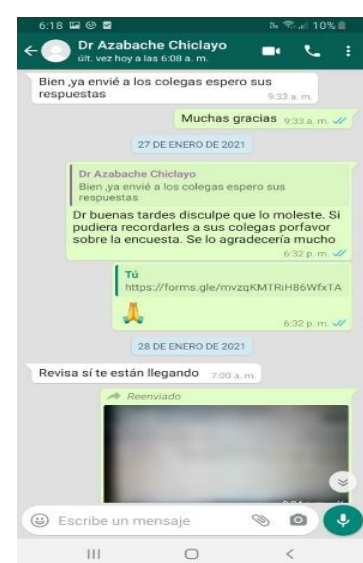 6:18
10%
Dr Azabache Chiclayo
últ. vez hoy a las 6:08 a. m.
Bien ,ya envié a los colegas espero sus
respuestas
9:33 a. m.
Muchas gracias 9:33 a. m.
27 DE ENERO DE 2021
Dr Azabache Chiclayo
Bien ,ya envié a los colegas espero sus
respuestas
Dr buenas tardes disculpe que lo moleste. Si
pudiera recordarles a sus colegas porfavor
sobre la encuesta. Se lo agradecería mucho
6:32 p. m.
Tú
https://forms.gle/mvzqKMTRiH86WfxTA
6:32 p. m.
28 DE ENERO DE 2021
Revisa sí te están llegando 7:00 a. m.
Reenviado
Escribe un mensaje